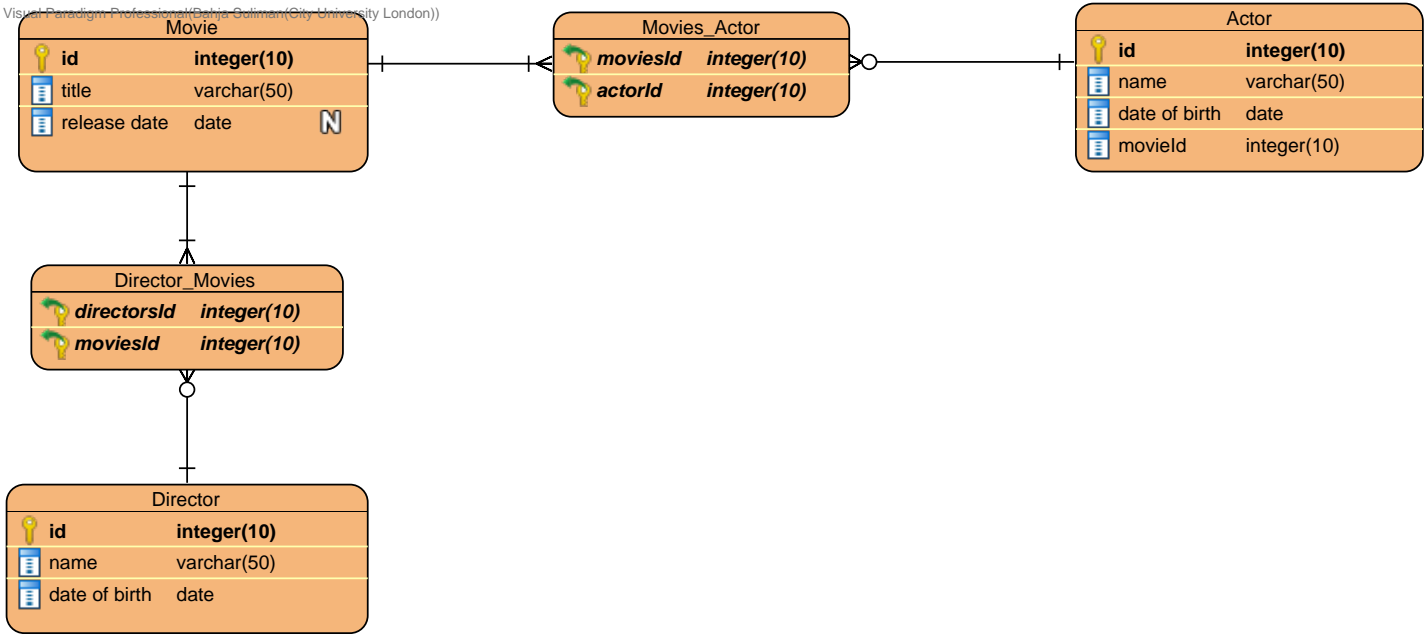 Visual Paradigm Professional(Bahja Suliman(City University London))
Movie
id integer(10)
title varchar(50)
release date date N
Movies_Actor
moviesId integer(10)
actorId integer(10)
Actor
id integer(10)
name varchar(50)
date of birth date
movieId integer(10)
Director_Movies
directorsId integer(10)
moviesId integer(10)
Director
id integer(10)
name varchar(50)
date of birth date